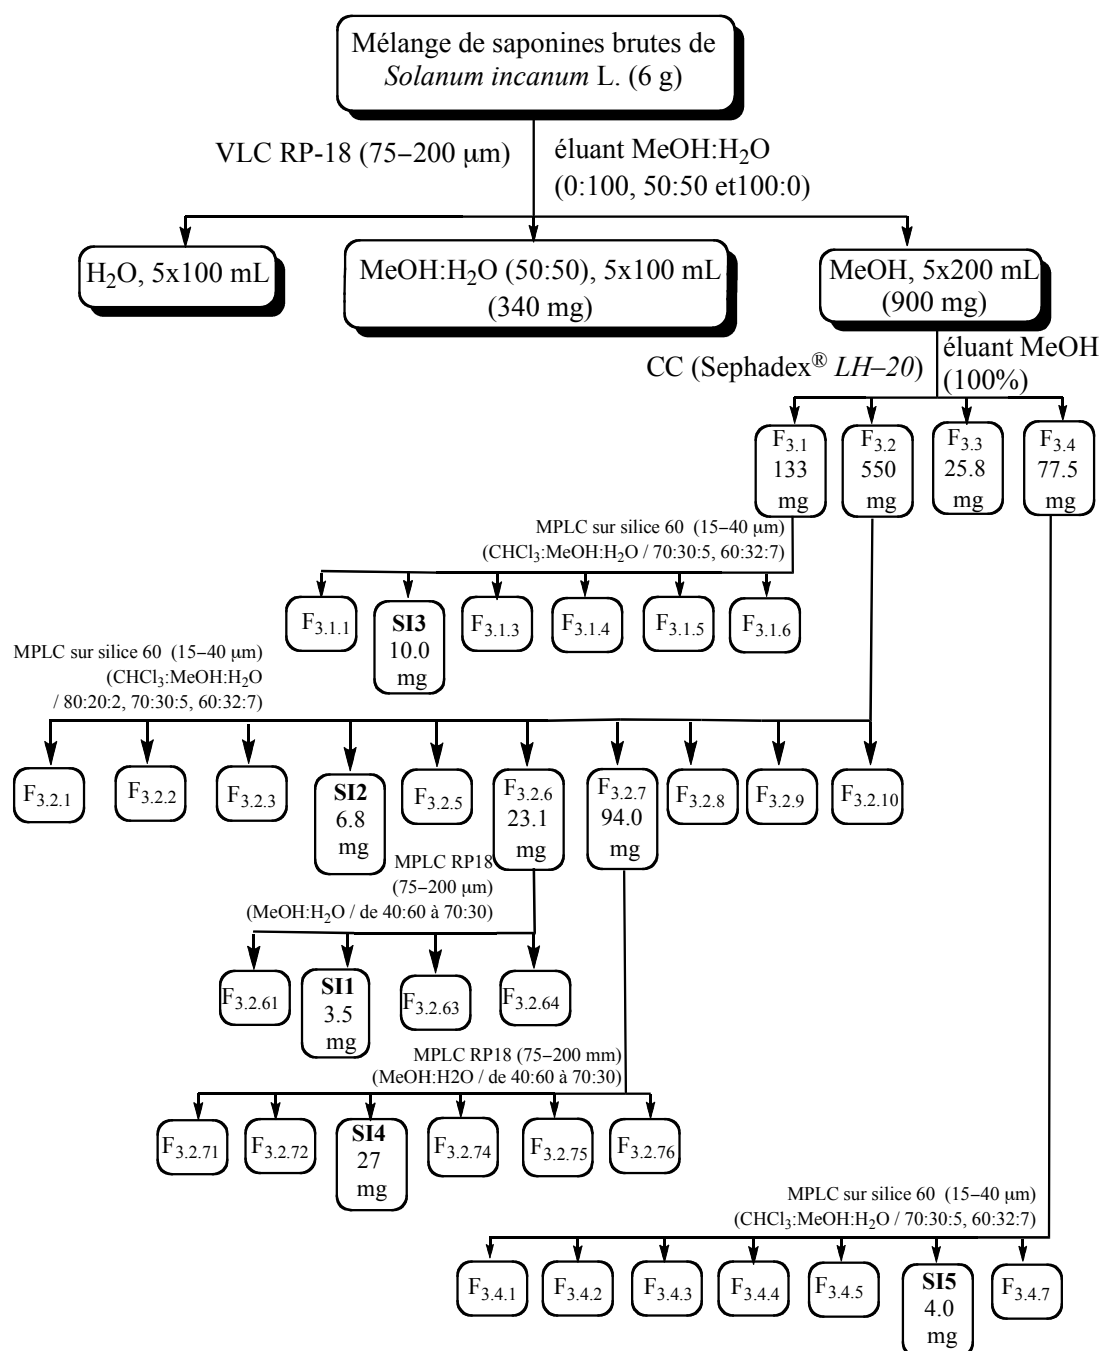 Mélange de saponines brutes de
Solanum incanum L. (6 g)
VLC RP-18 (75–200 μm)
éluant MeOH:H2O
(0:100, 50:50 et100:0)
H2O, 5x100 mL
MeOH:H2O (50:50), 5x100 mL
(340 mg)
MeOH, 5x200 mL
(900 mg)
CC (Sephadex® LH–20)
éluant MeOH
(100%)
F3.1
133
mg
F3.2
550
mg
F3.3
25.8
mg
F3.4
77.5
mg
MPLC sur silice 60 (15–40 μm)
(CHCl3:MeOH:H2O / 70:30:5, 60:32:7)
F3.1.1
SI3
10.0
mg
F3.1.3
F3.1.4
F3.1.5
F3.1.6
MPLC sur silice 60 (15–40 μm)
(CHCl3:MeOH:H2O
/ 80:20:2, 70:30:5, 60:32:7)
F3.2.1
F3.2.2
F3.2.3
SI2
6.8
mg
F3.2.5
F3.2.6
23.1
mg
F3.2.7
94.0
mg
F3.2.8
F3.2.9
F3.2.10
MPLC RP18
(75–200 μm)
(MeOH:H2O / de 40:60 à 70:30)
F3.2.61
SI1
3.5
mg
F3.2.63
F3.2.64
MPLC RP18 (75–200 mm)
(MeOH:H2O / de 40:60 à 70:30)
F3.2.71
F3.2.72
SI4
27
mg
F3.2.74
F3.2.75
F3.2.76
MPLC sur silice 60 (15–40 μm)
(CHCl3:MeOH:H2O / 70:30:5, 60:32:7)
F3.4.1
F3.4.2
F3.4.3
F3.4.4
F3.4.5
SI5
4.0
mg
F3.4.7